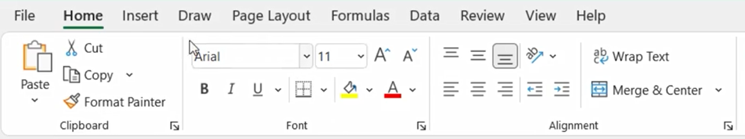 File Home Insert Draw Page Layout Formulas Data Review View Help
Cut
Copy
Format Painter
Paste
Clipboard
Arial 11 A A
B I U A
Font
ab Wrap Text
c
Merge & Center
Alignment